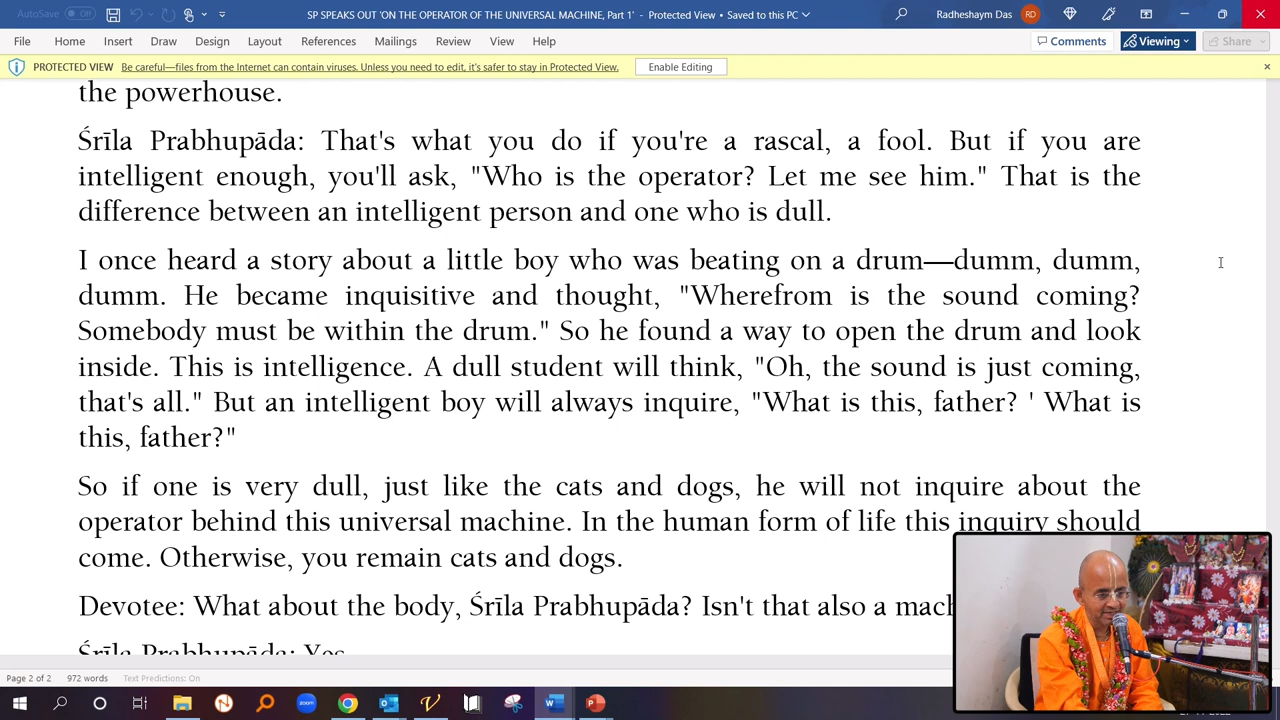 AutoSave Off
SP SPEAKS OUT 'ON THE OPERATOR OF THE UNIVERSAL MACHINE, Part 1' - Protected View • Saved to this PC
Radheshaym Das RD
File Home Insert Draw Design Layout References Mailings Review View Help
Comments Viewing Share
PROTECTED VIEW Be careful—files from the Internet can contain viruses. Unless you need to edit, it's safer to stay in Protected View. Enable Editing
the powerhouse.
Śrīla Prabhupāda: That's what you do if you're a rascal, a fool. But if you are
intelligent enough, you'll ask, "Who is the operator? Let me see him." That is the
difference between an intelligent person and one who is dull.
I once heard a story about a little boy who was beating on a drum—dumm, dumm,
dumm. He became inquisitive and thought, "Wherefrom is the sound coming?
Somebody must be within the drum." So he found a way to open the drum and look
inside. This is intelligence. A dull student will think, "Oh, the sound is just coming,
that's all." But an intelligent boy will always inquire, "What is this, father? ' What is
this, father?"
So if one is very dull, just like the cats and dogs, he will not inquire about the
operator behind this universal machine. In the human form of life this inquiry should
come. Otherwise, you remain cats and dogs.
Devotee: What about the body, Śrīla Prabhupāda? Isn't that also a mach
Śrīla Prabhupāda: Yes
Page 2 of 2 972 words Text Predictions: On
zoom